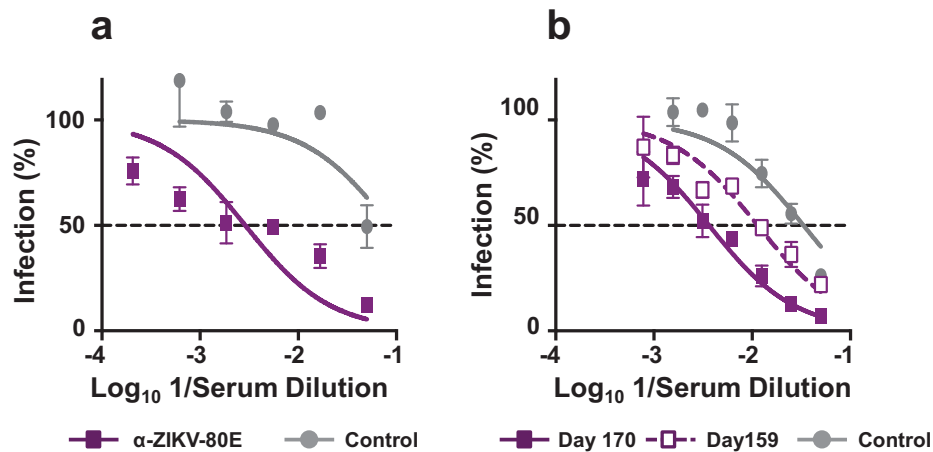 a
Infection (%)
100
50
0
-4 -3 -2 -1
Log10 1/Serum Dilution
α-ZIKV-80E Control
b
Infection (%)
100
50
0
-4 -3 -2 -1
Log10 1/Serum Dilution
Day 170 Day159 Control